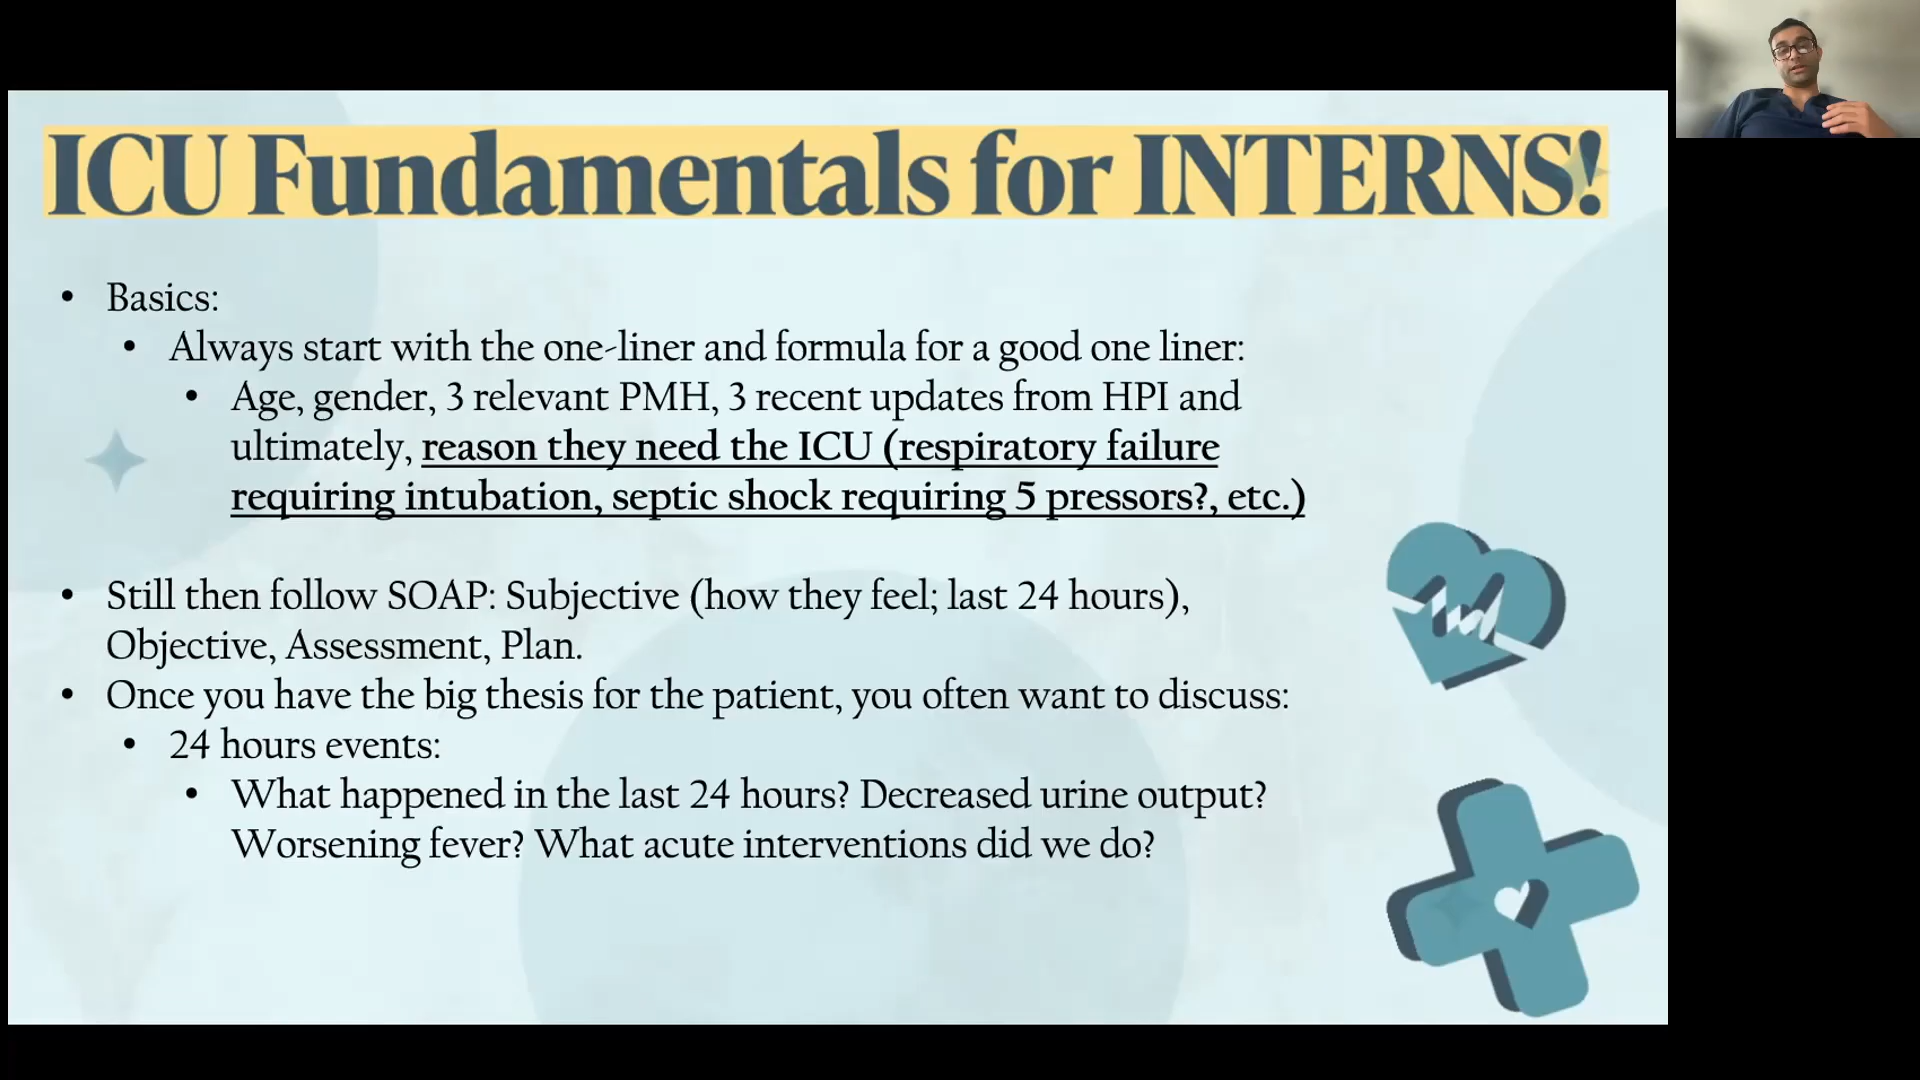 ICU Fundamentals for INTERNS!
• Basics:
• Always start with the one-liner and formula for a good one liner:
• Age, gender, 3 relevant PMH, 3 recent updates from HPI and
ultimately, reason they need the ICU (respiratory failure
requiring intubation, septic shock requiring 5 pressors?, etc.)
• Still then follow SOAP: Subjective (how they feel; last 24 hours),
Objective, Assessment, Plan.
• Once you have the big thesis for the patient, you often want to discuss:
• 24 hours events:
• What happened in the last 24 hours? Decreased urine output?
Worsening fever? What acute interventions did we do?